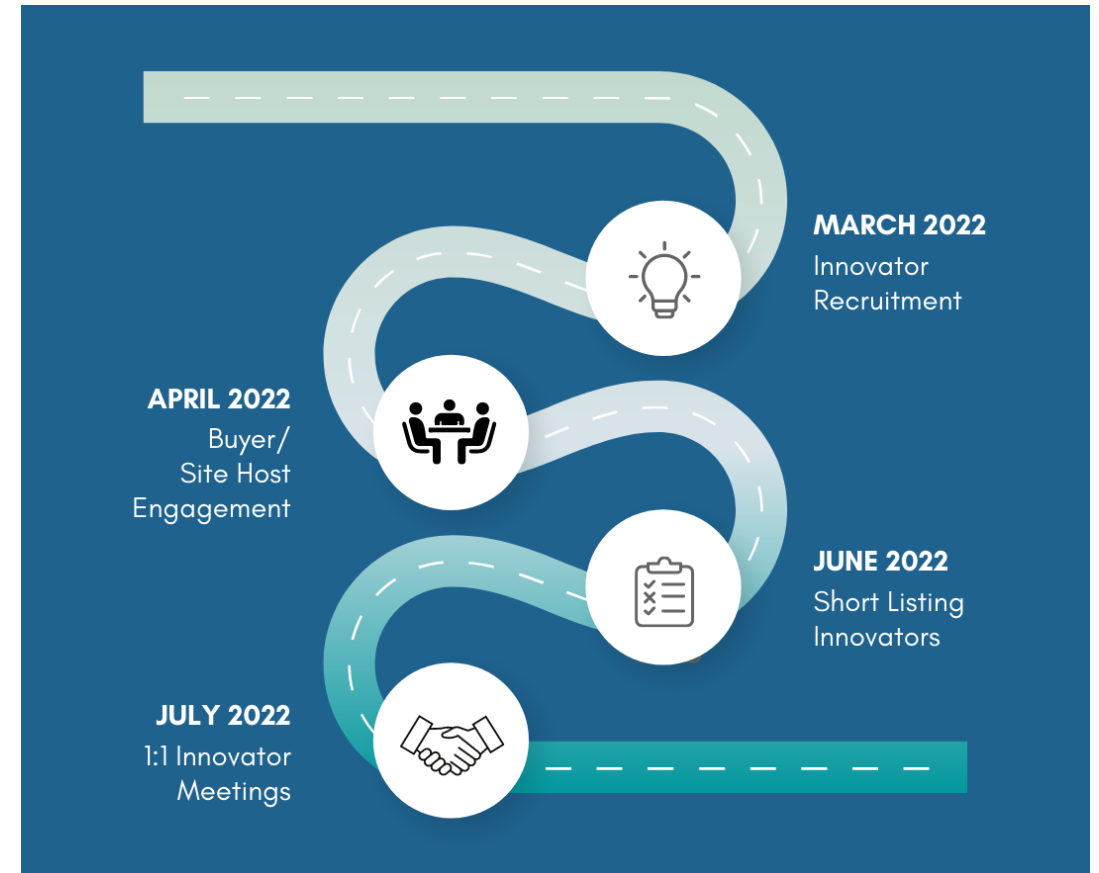 MARCH 2022
Innovator
Recruitment
APRIL 2022
Buyer/
Site Host
Engagement
JUNE 2022
Short Listing
Innovators
JULY 2022
1:1 Innovator
Meetings